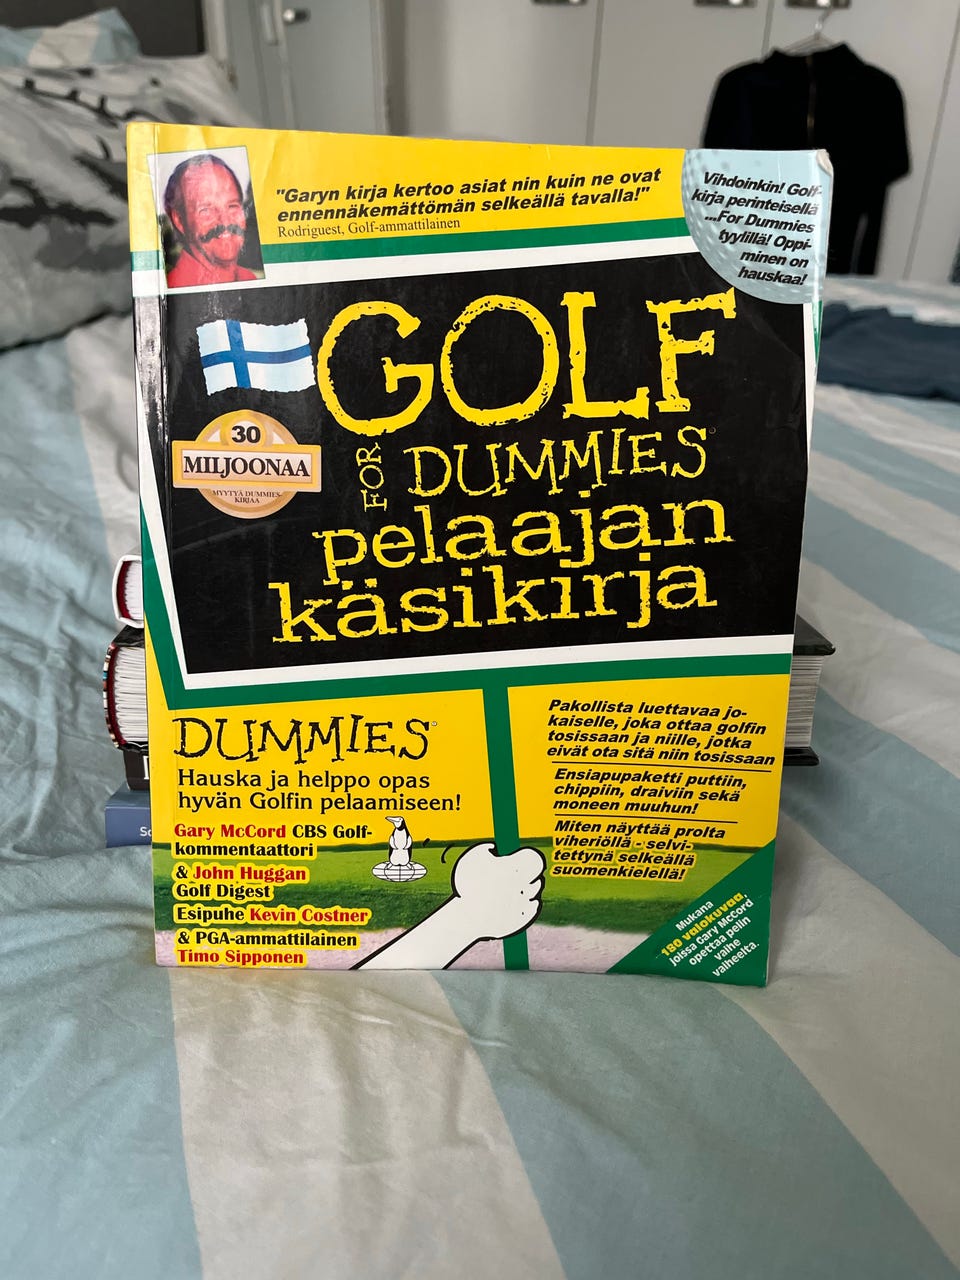 "Garyn kirja kertoo asiat nin kuin ne ovat
ennennäkemättömän selkeällä tavalla!"
Rodriguest, Golf-ammattilainen
Vihdoinkin! Golf-
kirja perinteisellä
...For Dummies
tyylillä! Oppi-
minen on
hauskaa!
GOLF
FOR DUMMIES
pelaajan
käsikirja
30
MILJOONAA
MYYTYÄ DUMMIES-
KIRJAA
DUMMIES
Hauska ja helppo opas
hyvän Golfin pelaamiseen!
Gary McCord CBS Golf-
kommentaattori
& John Huggan
Golf Digest
Esipuhe Kevin Costner
& PGA-ammattilainen
Timo Sipponen
Pakollista luettavaa jo-
kaiselle, joka ottaa golfin
tosissaan ja niille, jotka
eivät ota sitä niin tosissaan
Ensiapupaketti puttiin,
chippiin, draiviin sekä
moneen muuhun!
Miten näyttää prolta
viheriöllä - selvi-
tettynä selkeällä
suomenkielellä!
Mukana
180 valokuvaa,
joissa Gary McCord
opettaa pelin
vaihe
vaiheelta.